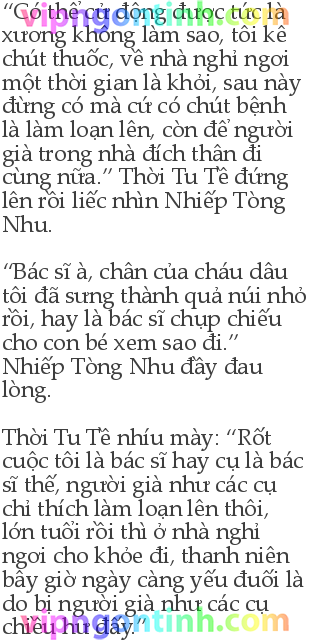 “Có thể cử động được tức là
xương không làm sao, tôi kê
chút thuốc, về nhà nghỉ ngơi
một thời gian là khỏi, sau này
đừng có mà cứ có chút bệnh
là làm loạn lên, còn để người
già trong nhà đích thân đi
cùng nữa.” Thời Tu Tề đứng
lên rồi liếc nhìn Nhiếp Tòng
Nhu.
“Bác sĩ à, chân của cháu dâu
tôi đã sưng thành quả núi nhỏ
rồi, hay là bác sĩ chụp chiếu
cho con bé xem sao đi.”
Nhiếp Tòng Nhu đầy đau
lòng.
Thời Tu Tề nhíu mày: “Rốt
cuộc tôi là bác sĩ hay cụ là bác
sĩ thế, người già như các cụ
chỉ thích làm loạn lên thôi,
lớn tuổi rồi thì ở nhà nghỉ
ngơi cho khỏe đi, thanh niên
bây giờ ngày càng yếu đuối là
do bị người già như các cụ
chiều hư đấy.”
vipngontinh.com
vipngontinh.com